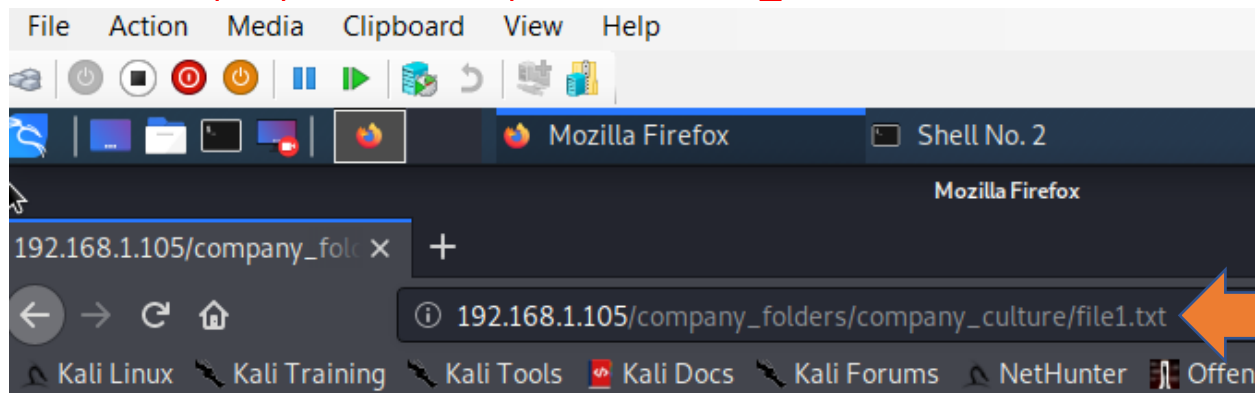 File Action Media Clipboard View Help
Mozilla Firefox Shell No. 2
Mozilla Firefox
192.168.1.105/company_fol
192.168.1.105/company_folders/company_culture/file1.txt
Kali Linux Kali Training Kali Tools Kali Docs Kali Forums NetHunter Offen